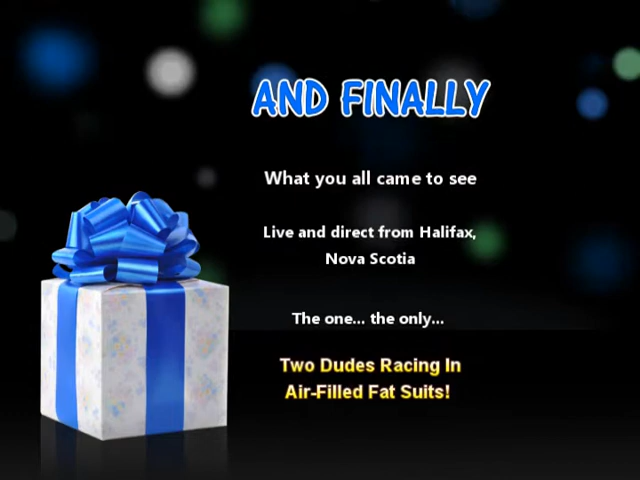 AND FINALLY
What you all came to see
Live and direct from Halifax,
Nova Scotia
The one... the only...
Two Dudes Racing In
Air-Filled Fat Suits!